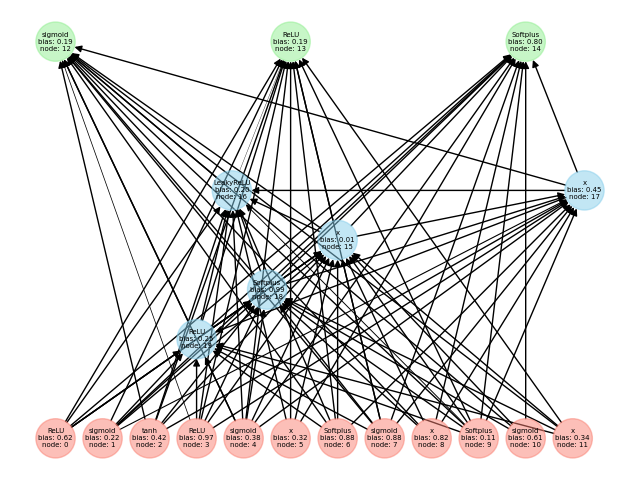 sigmoid
bias: 0.19
node: 12
ReLU
bias: 0.19
node: 13
Softplus
bias: 0.80
node: 14
LeakyReLU
bias: 0.20
node: 16
x
bias: 0.45
node: 17
x
bias: 0.01
node: 15
Softplus
bias: 0.99
node: 18
ReLU
bias: 0.25
node:
ReLU
bias: 0.62
node: 0
sigmoid
bias: 0.22
node: 1
tanh
bias: 0.42
node: 2
ReLU
bias: 0.97
node: 3
sigmoid
bias: 0.38
node: 4
x
bias: 0.32
node: 5
Softplus
bias: 0.88
node: 6
sigmoid
bias: 0.88
node: 7
x
bias: 0.82
node: 8
Softplus
bias: 0.11
node: 9
sigmoid
bias: 0.61
node: 10
x
bias: 0.34
node: 11